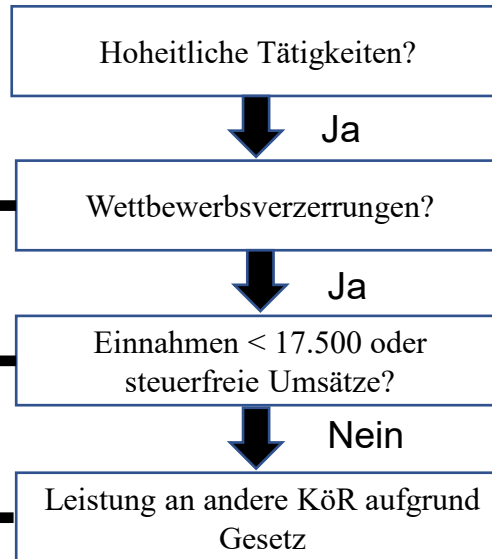 Hoheitliche Tätigkeiten?
Ja
Wettbewerbsverzerrungen?
Ja
Einnahmen < 17.500 oder
steuerfreie Umsätze?
Nein
Leistung an andere KöR aufgrund
Gesetz